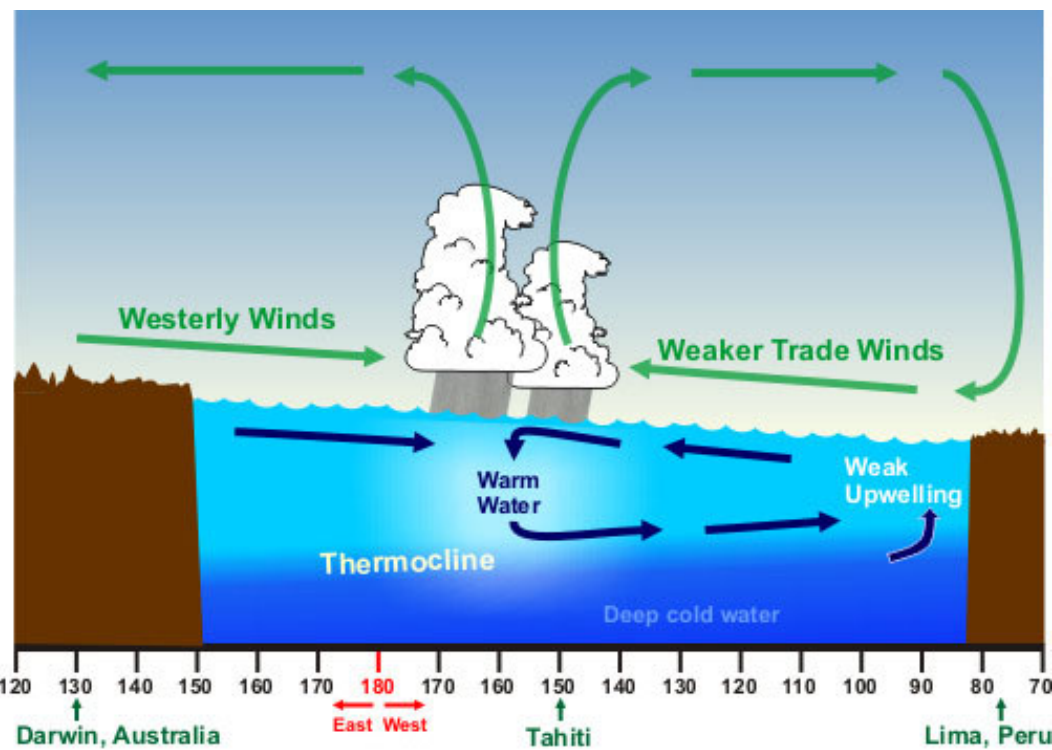 Westerly Winds
Weaker Trade Winds
Warm
Water
Weak
Upwelling
Thermocline
Deep cold water
120 130 140 150 160 170 180 170 160 150 140 130 120 110 100 90 80 70
East West
Darwin, Australia
Tahiti
Lima, Peru